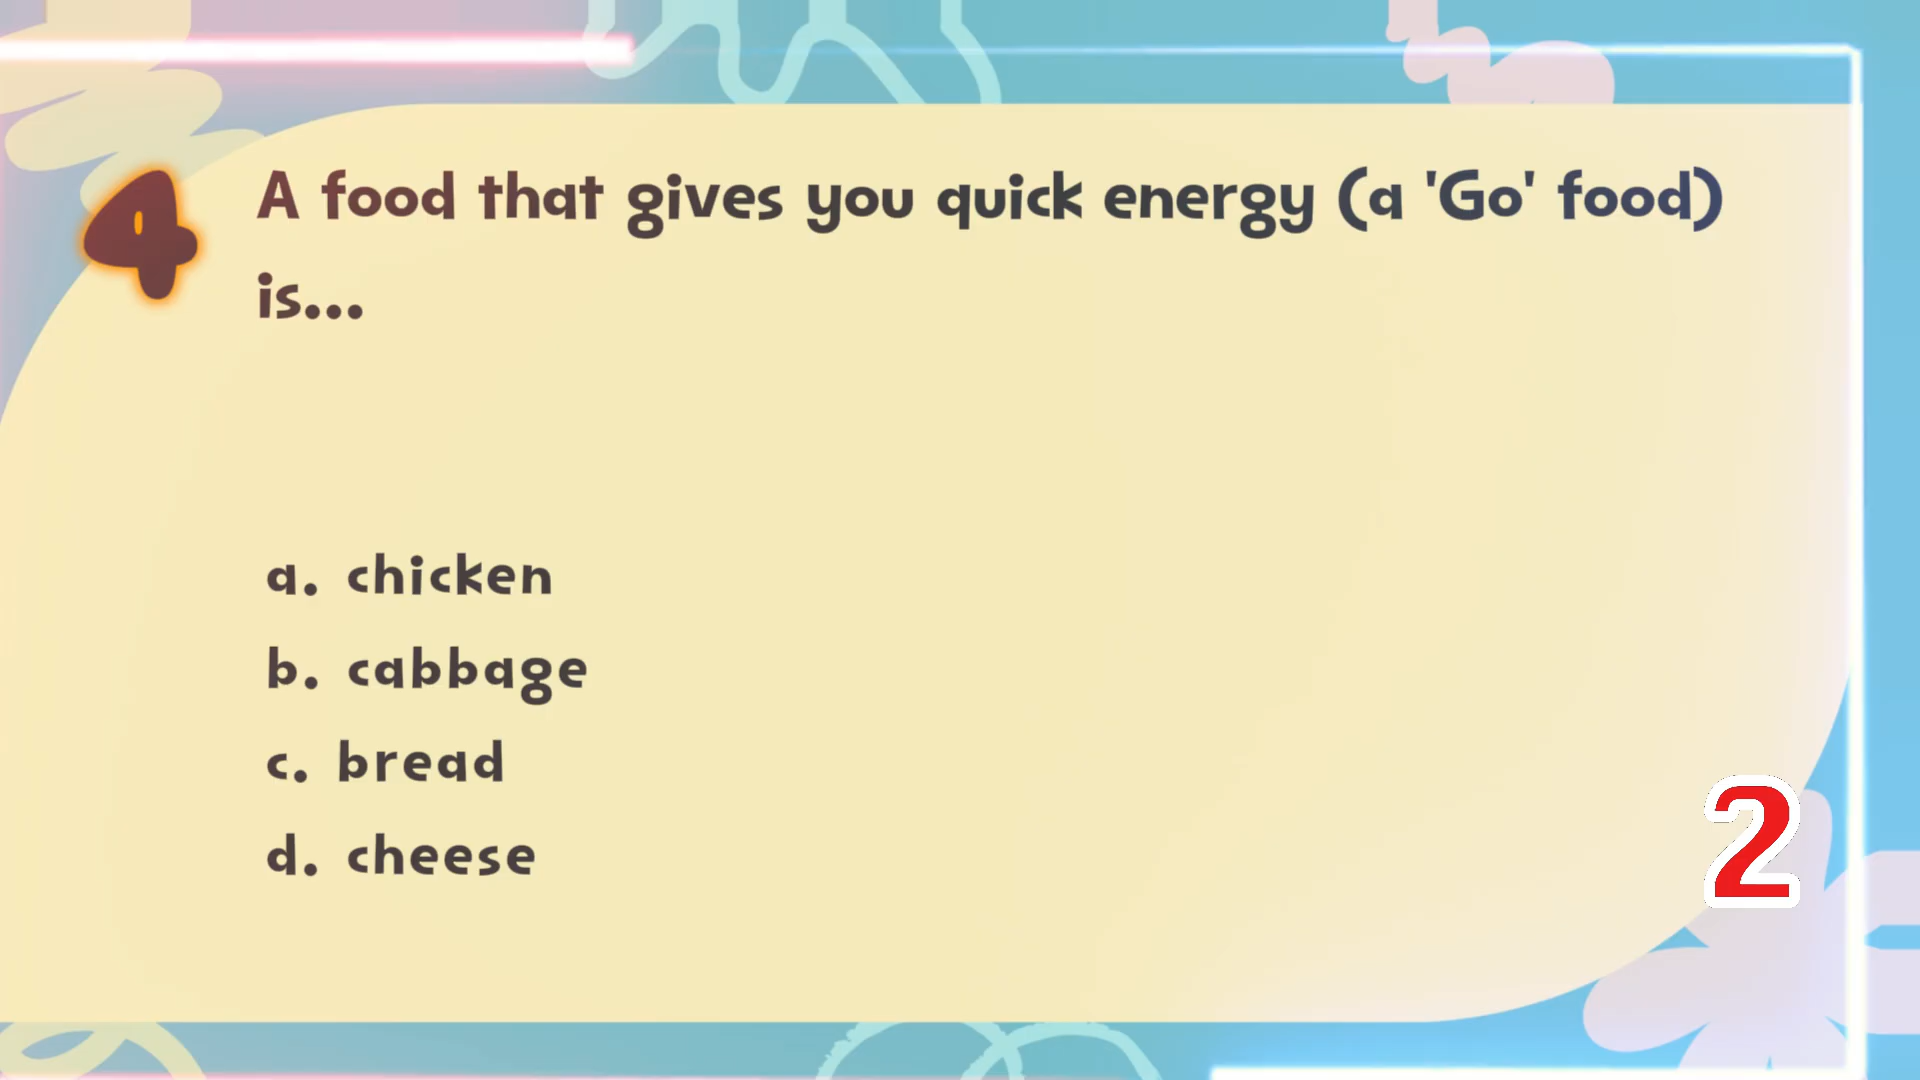 4
A food that gives you quick energy (a 'Go' food)
is...
a. chicken
b. cabbage
c. bread
d. cheese
2